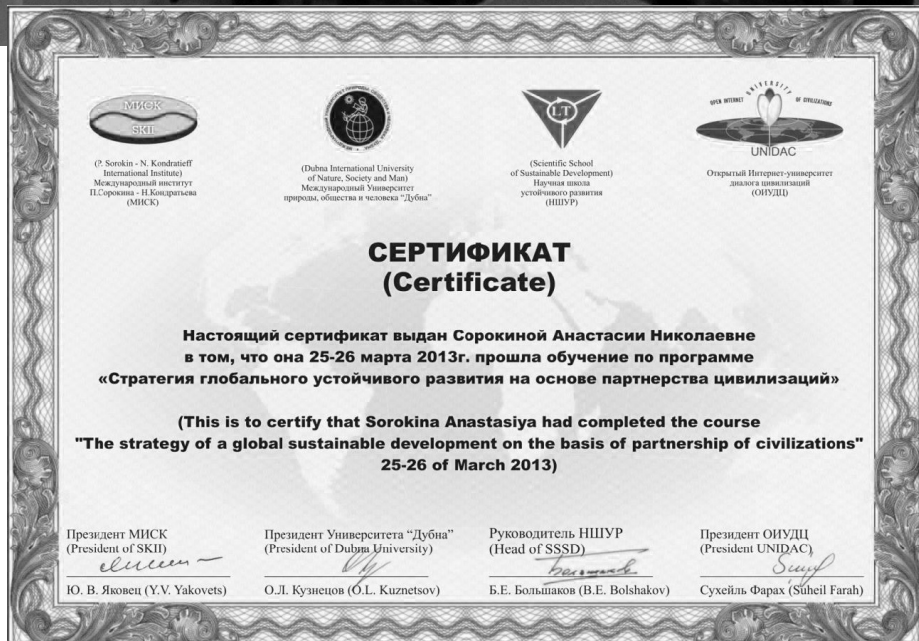 МИСК
SKII
(P. Sorokin - N. Kondratieff
International Institute)
Международный институт
П.Сорокина - Н.Кондратьева
(МИСК)
(Dubna International University
of Nature, Society and Man)
Международный Университет
природы, общества и человека “Дубна”
LT
(Scientific School
of Sustainable Development)
Научная школа
устойчивого развития
(НШУР)
OPEN INTERNET UNIVERSITY OF CIVILIZATIONS
UNIDAC
Открытый Интернет-университет
диалога цивилизаций
(ОИУДЦ)
СЕРТИФИКАТ
(Certificate)
Настоящий сертификат выдан Сорокиной Анастасии Николаевне
в том, что она 25-26 марта 2013г. прошла обучение по программе
«Стратегия глобального устойчивого развития на основе партнерства цивилизаций»
(This is to certify that Sorokina Anastasiya had completed the course
"The strategy of a global sustainable development on the basis of partnership of civilizations"
25-26 of March 2013)
Президент МИСК
(President of SKII)
Ю. В. Яковец (Y.V. Yakovets)
Президент Университета “Дубна”
(President of Dubna University)
О.Л. Кузнецов (O.L. Kuznetsov)
Руководитель НШУР
(Head of SSSD)
Б.Е. Большаков (B.E. Bolshakov)
Президент ОИУДЦ
(President UNIDAC)
Сухейль Фарах (Suheil Farah)